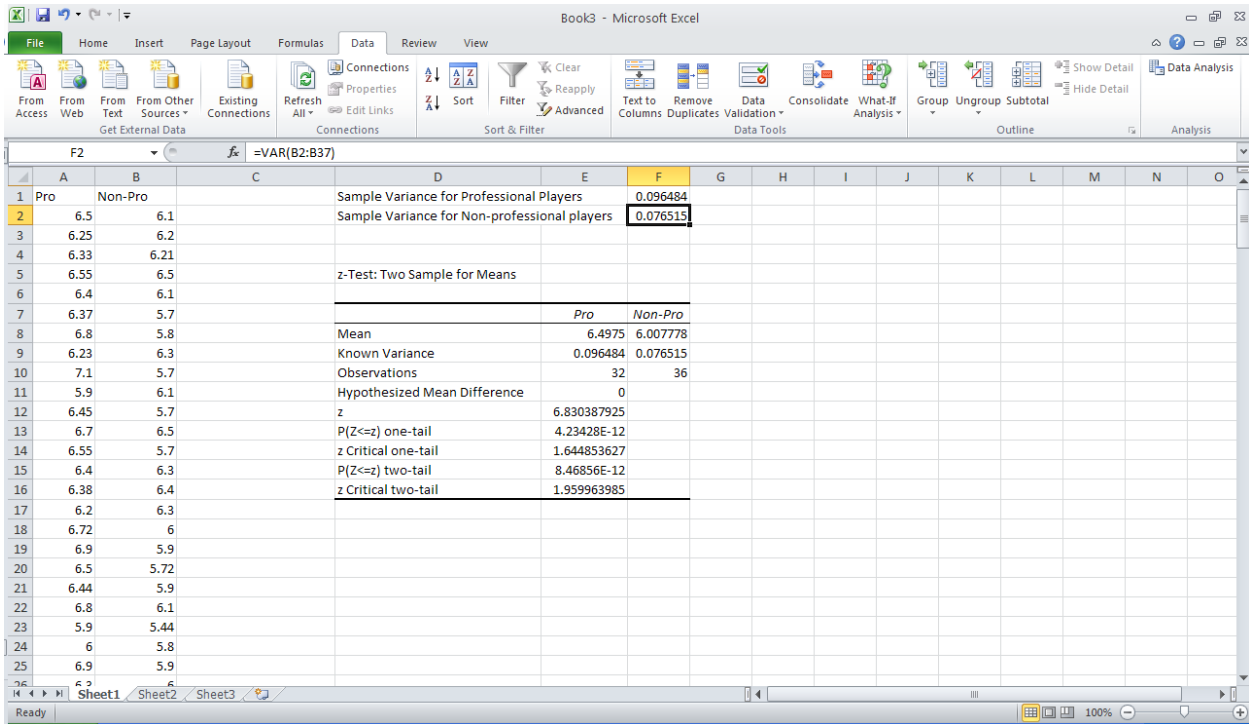 Book3 - Microsoft Excel
File Home Insert Page Layout Formulas Data Review View
From Access
From Web
From Text
From Other Sources
Existing Connections
Get External Data
Refresh All
Connections
Properties
Edit Links
Connections
Sort
Filter
Clear
Reapply
Advanced
Sort & Filter
Text to Columns
Remove Duplicates
Data Validation
Consolidate
What-If Analysis
Data Tools
Group
Ungroup
Subtotal
Show Detail
Hide Detail
Outline
Data Analysis
Analysis
F2 fx =VAR(B2:B37)
A B C D E F G H I J K L M N O
1 Pro Non-Pro Sample Variance for Professional Players 0.096484
2 6.5 6.1 Sample Variance for Non-professional players 0.076515
3 6.25 6.2
4 6.33 6.21
5 6.55 6.5 z-Test: Two Sample for Means
6 6.4 6.1
7 6.37 5.7 Pro Non-Pro
8 6.8 5.8 Mean 6.4975 6.007778
9 6.23 6.3 Known Variance 0.096484 0.076515
10 7.1 5.7 Observations 32 36
11 5.9 6.1 Hypothesized Mean Difference 0
12 6.45 5.7 z 6.830387925
13 6.7 6.5 P(Z<=z) one-tail 4.23428E-12
14 6.55 5.7 z Critical one-tail 1.644853627
15 6.4 6.3 P(Z<=z) two-tail 8.46856E-12
16 6.38 6.4 z Critical two-tail 1.959963985
17 6.2 6.3
18 6.72 6
19 6.9 5.9
20 6.5 5.72
21 6.44 5.9
22 6.8 6.1
23 5.9 5.44
24 6 5.8
25 6.9 5.9
Sheet1 Sheet2 Sheet3
Ready 100%